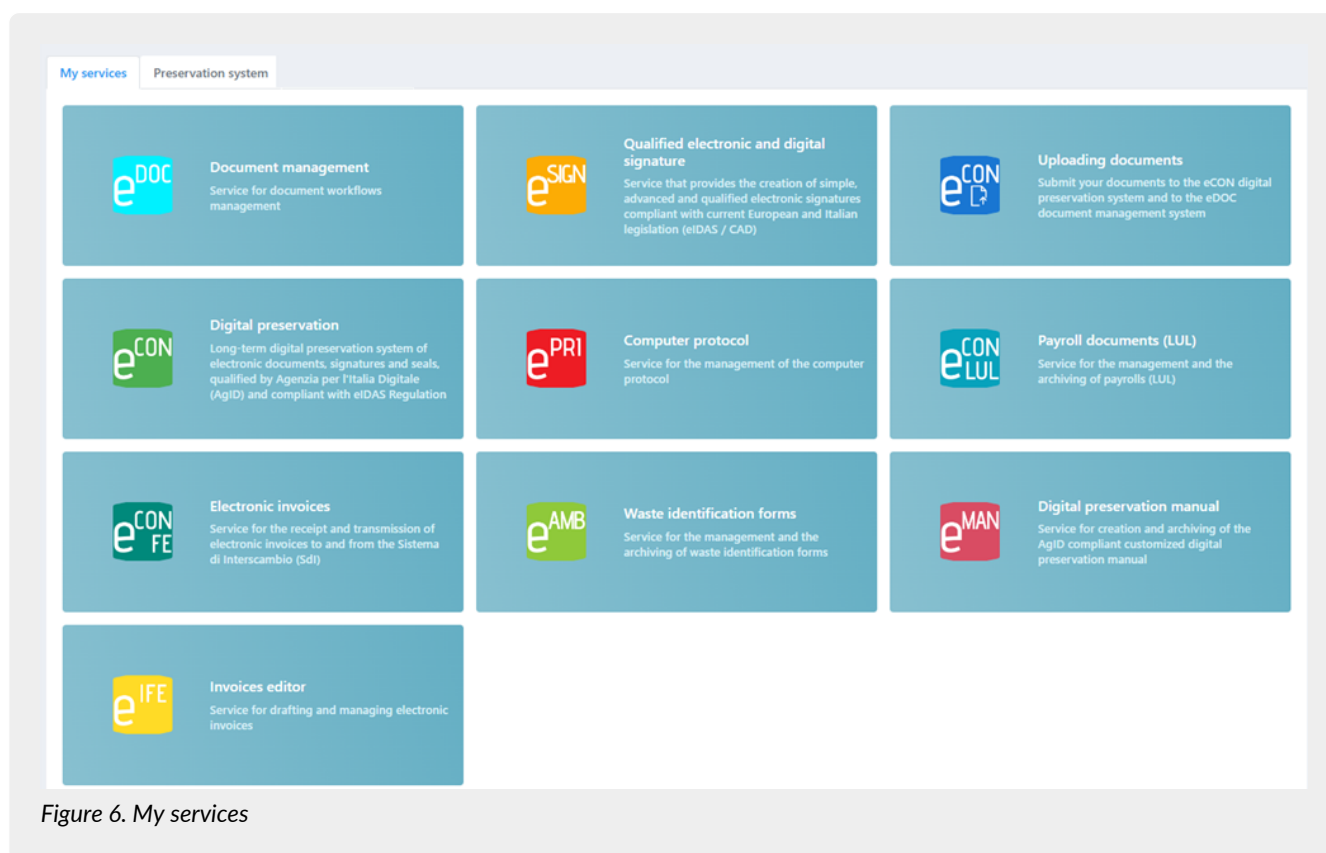 My services
Preservation system
eDOC
Document management
Service for document workflows
management
eSIGN
Qualified electronic and digital
signature
Service that provides the creation of simple,
advanced and qualified electronic signatures
compliant with current European and Italian
legislation (eIDAS / CAD)
eCON
Uploading documents
Submit your documents to the eCON digital
preservation system and to the eDOC
document management system
eCON
Digital preservation
Long-term digital preservation system of
electronic documents, signatures and seals,
qualified by Agenzia per l'Italia Digitale
(AgID) and compliant with eIDAS Regulation
ePRI
Computer protocol
Service for the management of the computer
protocol
eCON
LUL
Payroll documents (LUL)
Service for the management and the
archiving of payrolls (LUL)
eCON
FE
Electronic invoices
Service for the receipt and transmission of
electronic invoices to and from the Sistema
di Interscambio (SdI)
eAMB
Waste identification forms
Service for the management and the
archiving of waste identification forms
eMAN
Digital preservation manual
Service for creation and archiving of the
AgID compliant customized digital
preservation manual
eIFE
Invoices editor
Service for drafting and managing electronic
invoices
Figure 6. My services